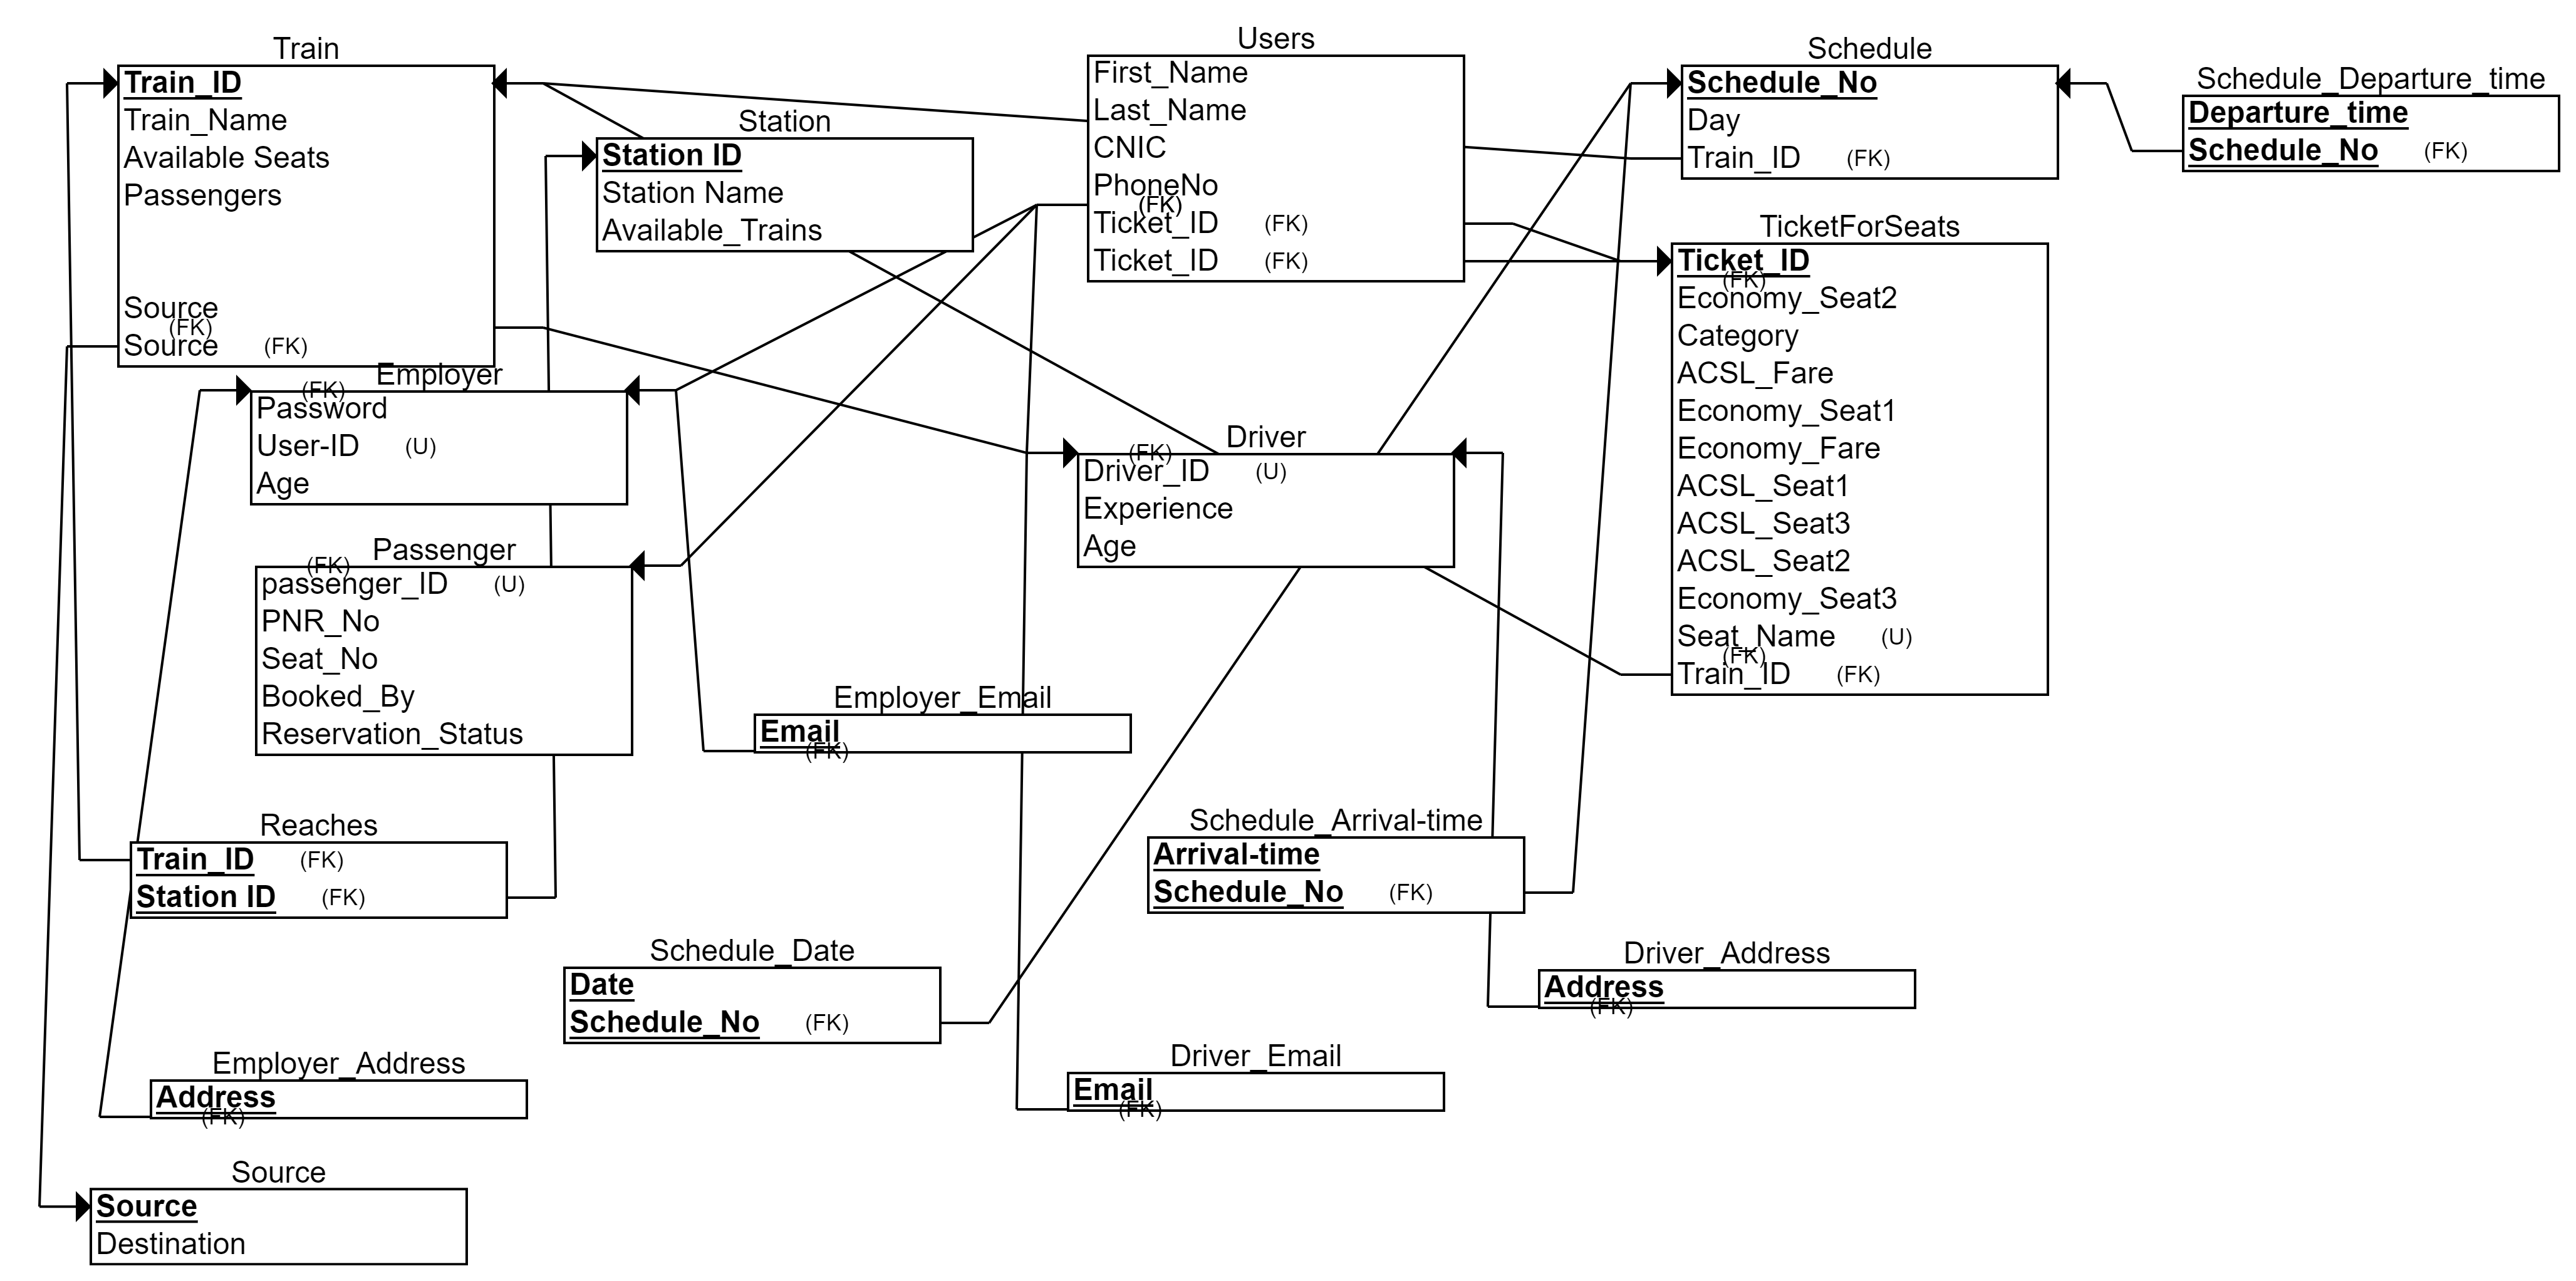 Train
Train_ID
Train_Name
Available Seats
Passengers
Source
(FK)
Source (FK)
Station
Station ID
Station Name
Available_Trains
Users
First_Name
Last_Name
CNIC
PhoneNo
(FK)
Ticket_ID (FK)
Ticket_ID (FK)
Schedule
Schedule_No
Day
Train_ID (FK)
Schedule_Departure_time
Departure_time
Schedule_No (FK)
TicketForSeats
Ticket_ID
(FK)
Economy_Seat2
Category
ACSL_Fare
Economy_Seat1
Economy_Fare
ACSL_Seat1
ACSL_Seat3
ACSL_Seat2
Economy_Seat3
Seat_Name (U)
(FK)
Train_ID (FK)
Employer
(FK)
Password
User-ID (U)
Age
Driver
(FK)
Driver_ID (U)
Experience
Age
Passenger
(FK)
passenger_ID (U)
PNR_No
Seat_No
Booked_By
Reservation_Status
Employer_Email
Email
(FK)
Reaches
Train_ID (FK)
Station ID (FK)
Schedule_Arrival-time
Arrival-time
Schedule_No (FK)
Schedule_Date
Date
Schedule_No (FK)
Driver_Address
Address
(FK)
Employer_Address
Address
(FK)
Driver_Email
Email
(FK)
Source
Source
Destination